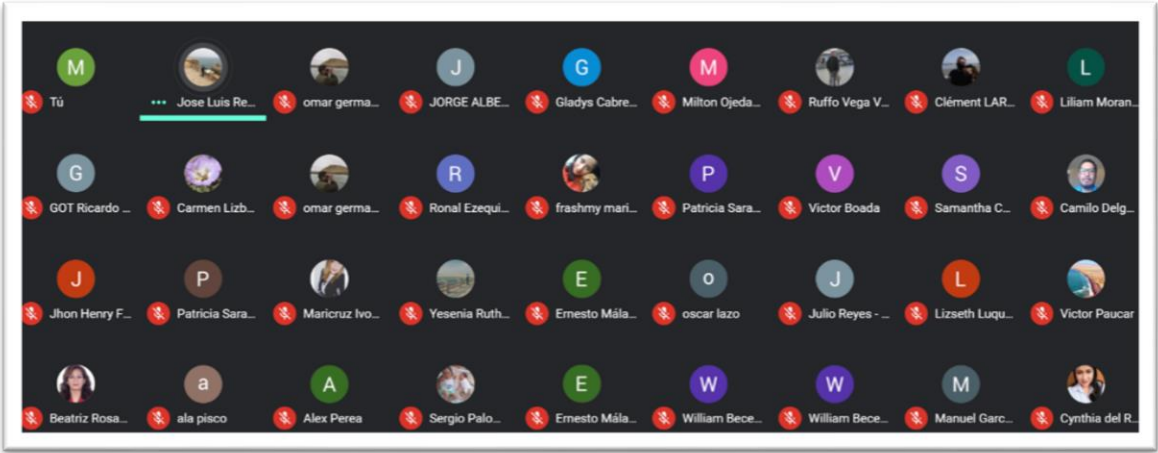 M J G M L
Tú Jose Luis Re... omar germa... JORGE ALBE... Gladys Cabre... Milton Ojeda... Ruffo Vega V... Clément LAR... Liliam Moran...
G R P V S
GOT Ricardo ... Carmen Lizb... omar germa... Ronal Ezequi... frashmy mari... Patricia Sara... Victor Boada Samantha C... Camilo Delg...
J P E o J L
Jhon Henry F... Patricia Sara... Maricruz Ivo... Yesenia Ruth... Ernesto Mála... oscar lazo Julio Reyes - ... Lizseth Luqu... Victor Paucar
a A E W W M
Beatriz Rosa... ala pisco Alex Perea Sergio Palo... Ernesto Mála... William Bece... William Bece... Manuel Garc... Cynthia del R...